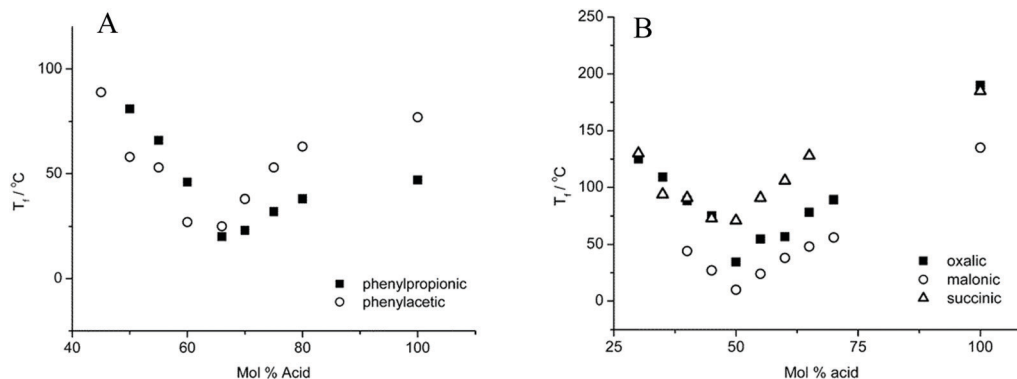 A
100
50
0
T_f / °C
40
60
80
100
Mol % Acid
phenylpropionic
phenylacetic
B
250
200
150
100
50
0
T_f / °C
25
50
75
100
Mol % acid
oxalic
malonic
succinic